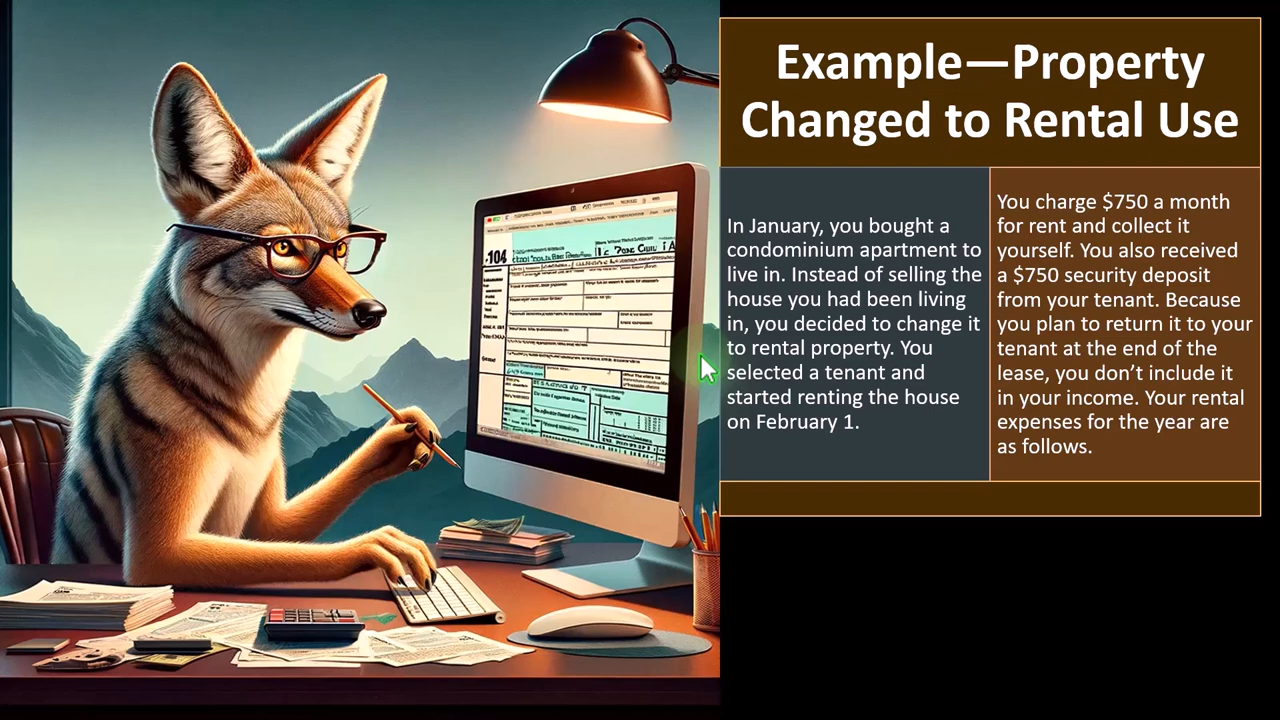 Example—Property
Changed to Rental Use
In January, you bought a
condominium apartment to
live in. Instead of selling the
house you had been living
in, you decided to change it
to rental property. You
selected a tenant and
started renting the house
on February 1.
You charge $750 a month
for rent and collect it
yourself. You also received
a $750 security deposit
from your tenant. Because
you plan to return it to your
tenant at the end of the
lease, you don’t include it
in your income. Your rental
expenses for the year are
as follows.
104